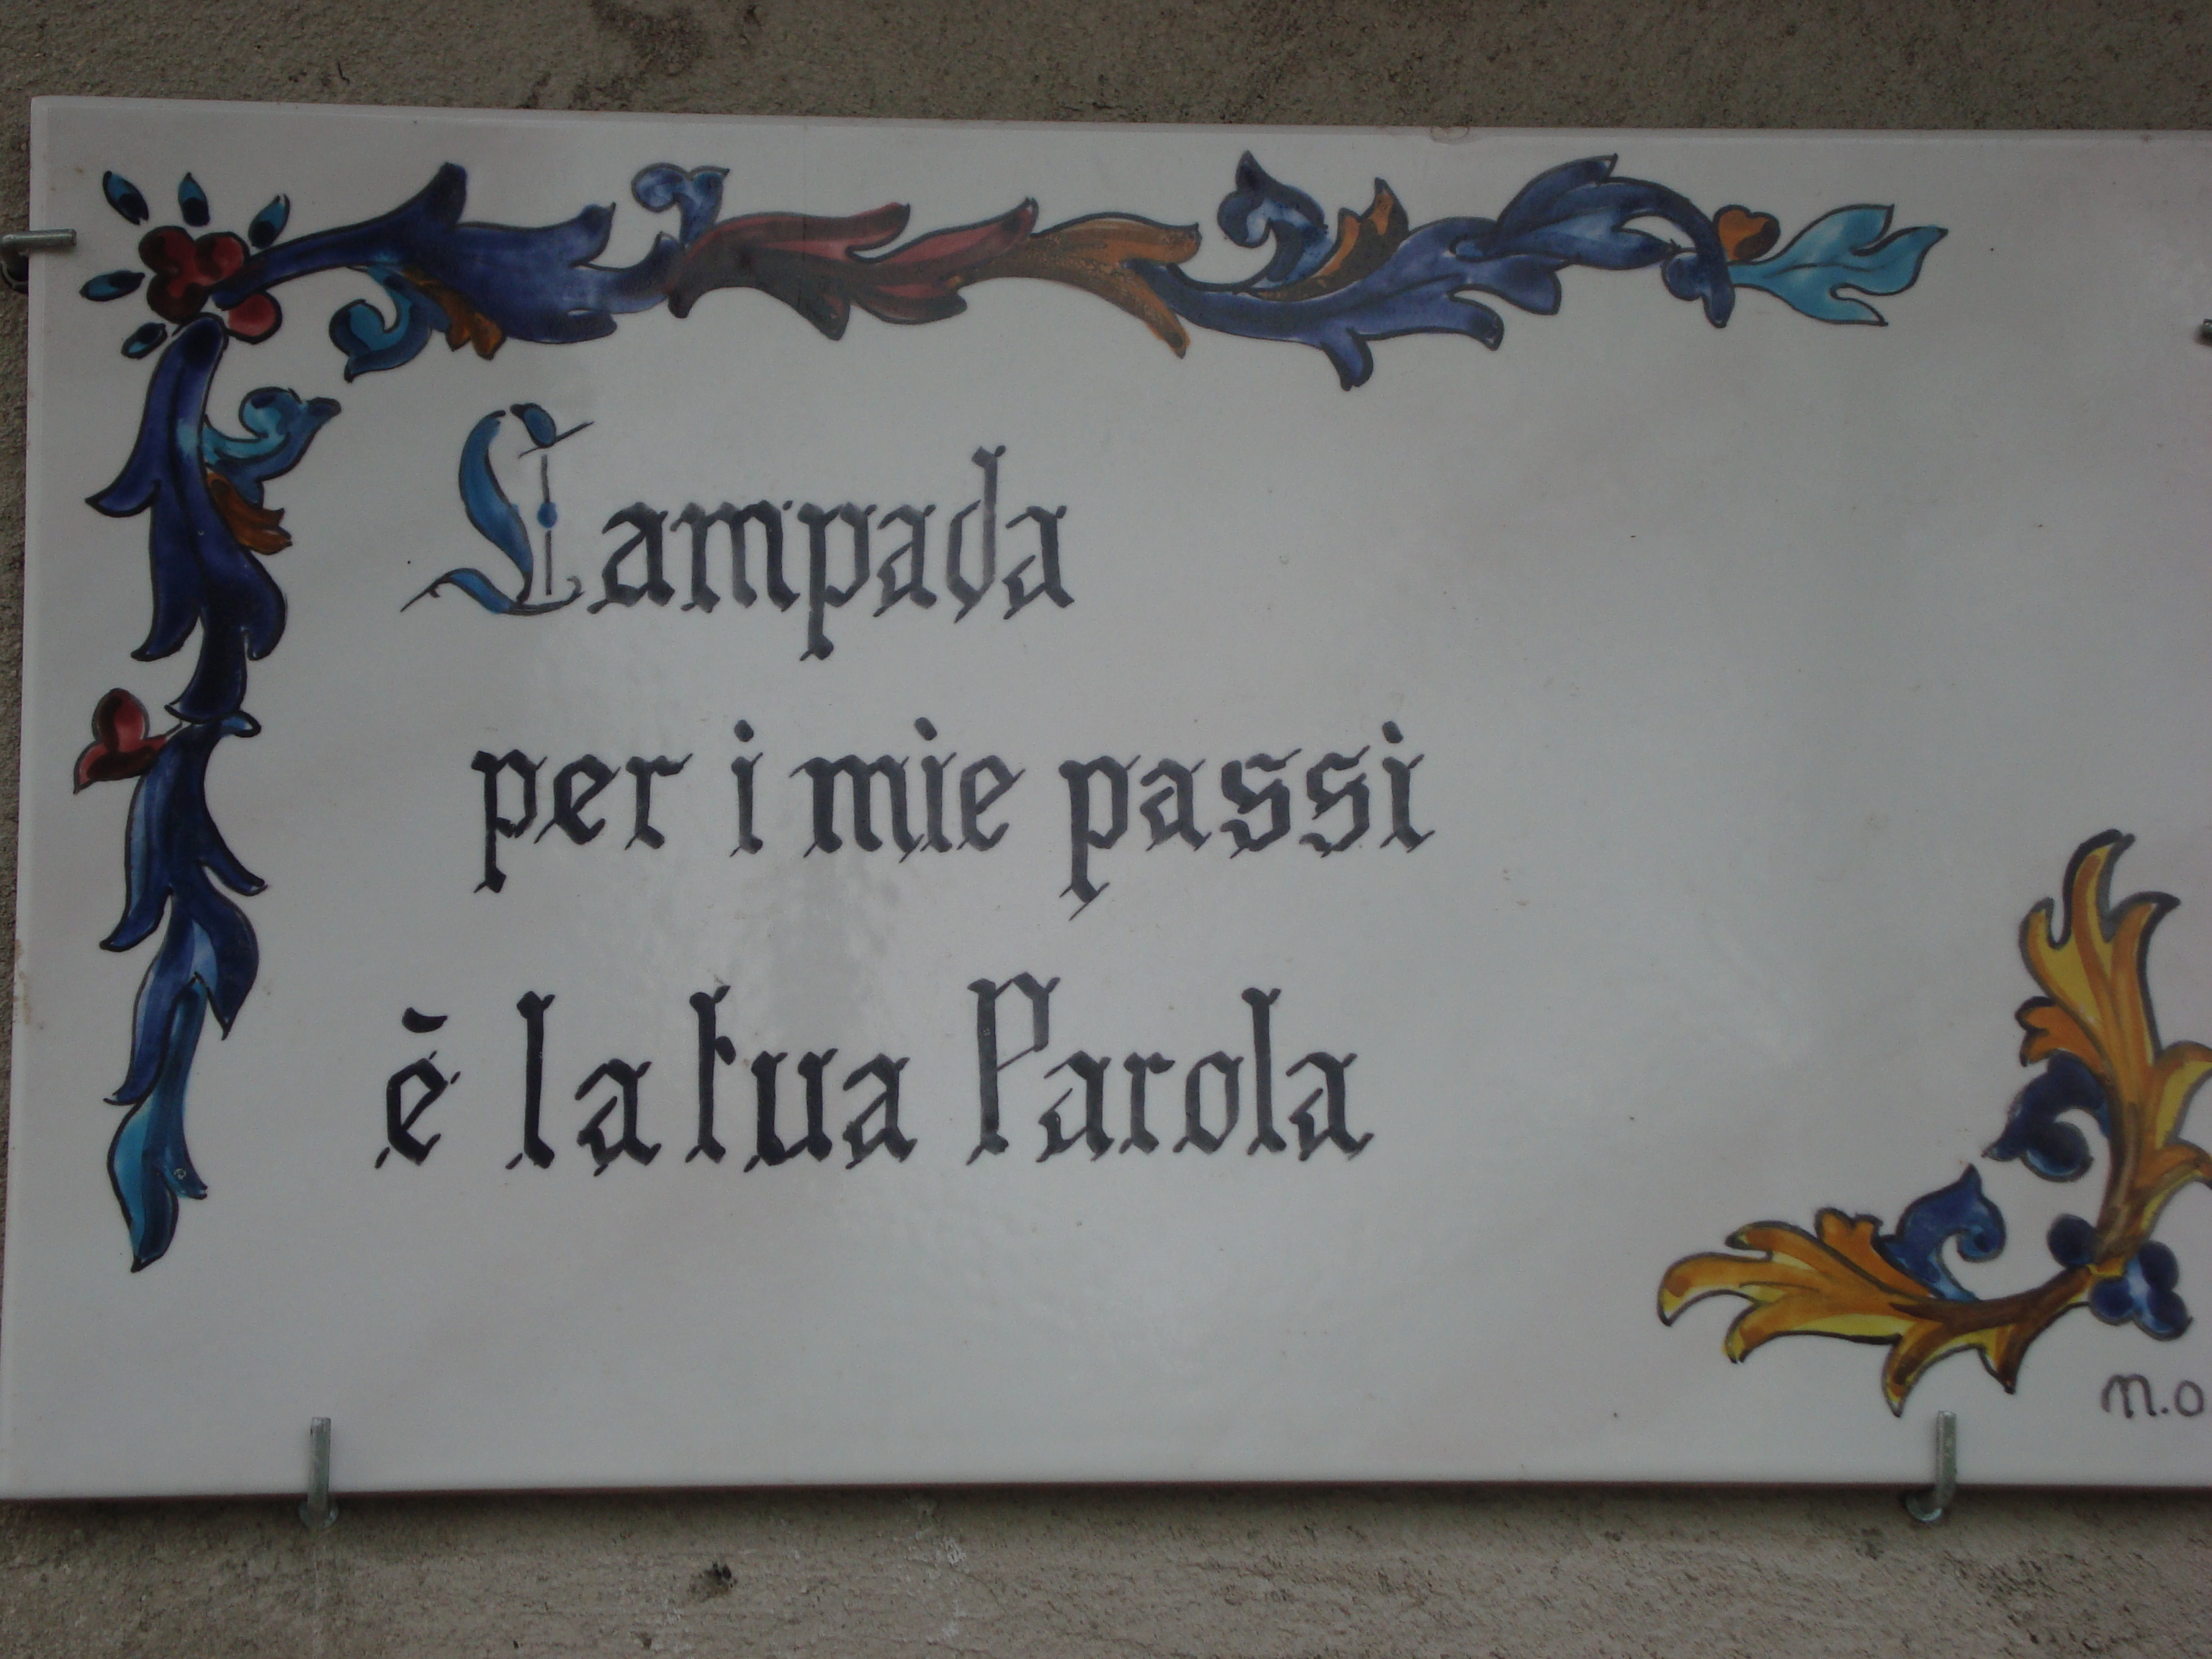 Lampada
per i mie passi
è la tua Parola
n.o